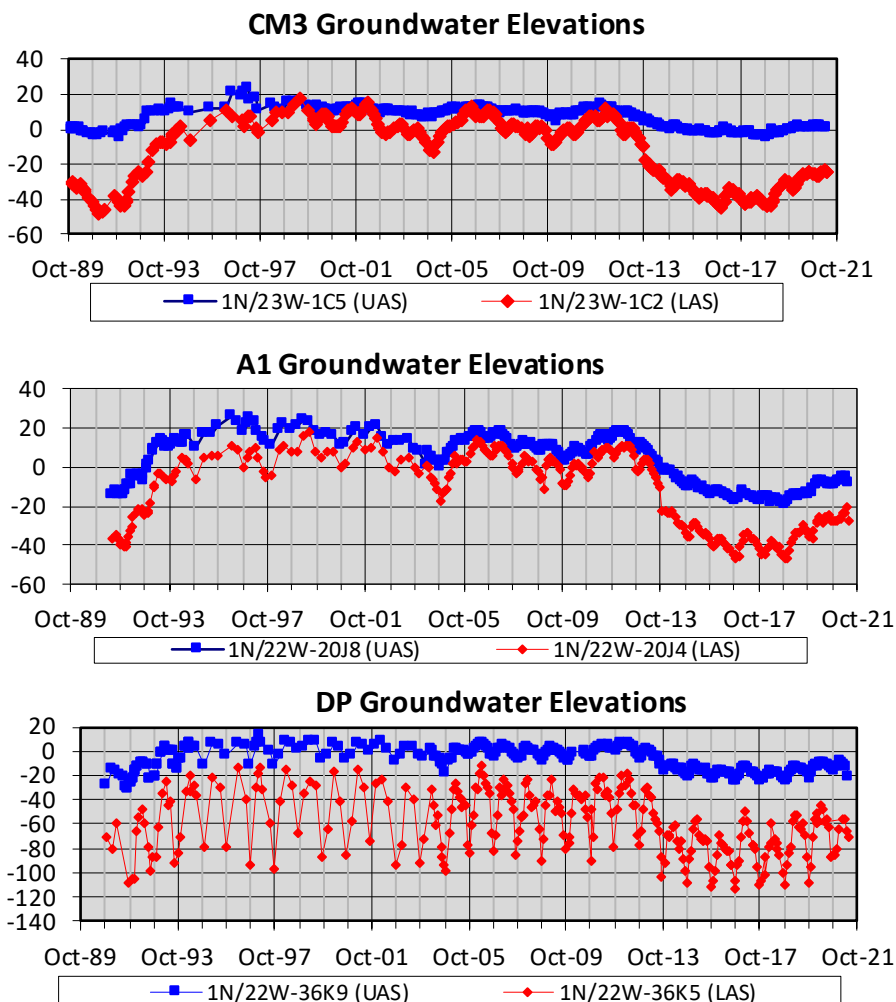 CM3 Groundwater Elevations
40
20
0
-20
-40
-60
Oct-89 Oct-93 Oct-97 Oct-01 Oct-05 Oct-09 Oct-13 Oct-17 Oct-21
1N/23W-1C5 (UAS) 1N/23W-1C2 (LAS)
A1 Groundwater Elevations
40
20
0
-20
-40
-60
Oct-89 Oct-93 Oct-97 Oct-01 Oct-05 Oct-09 Oct-13 Oct-17 Oct-21
1N/22W-20J8 (UAS) 1N/22W-20J4 (LAS)
DP Groundwater Elevations
20
0
-20
-40
-60
-80
-100
-120
-140
Oct-89 Oct-93 Oct-97 Oct-01 Oct-05 Oct-09 Oct-13 Oct-17 Oct-21
1N/22W-36K9 (UAS) 1N/22W-36K5 (LAS)